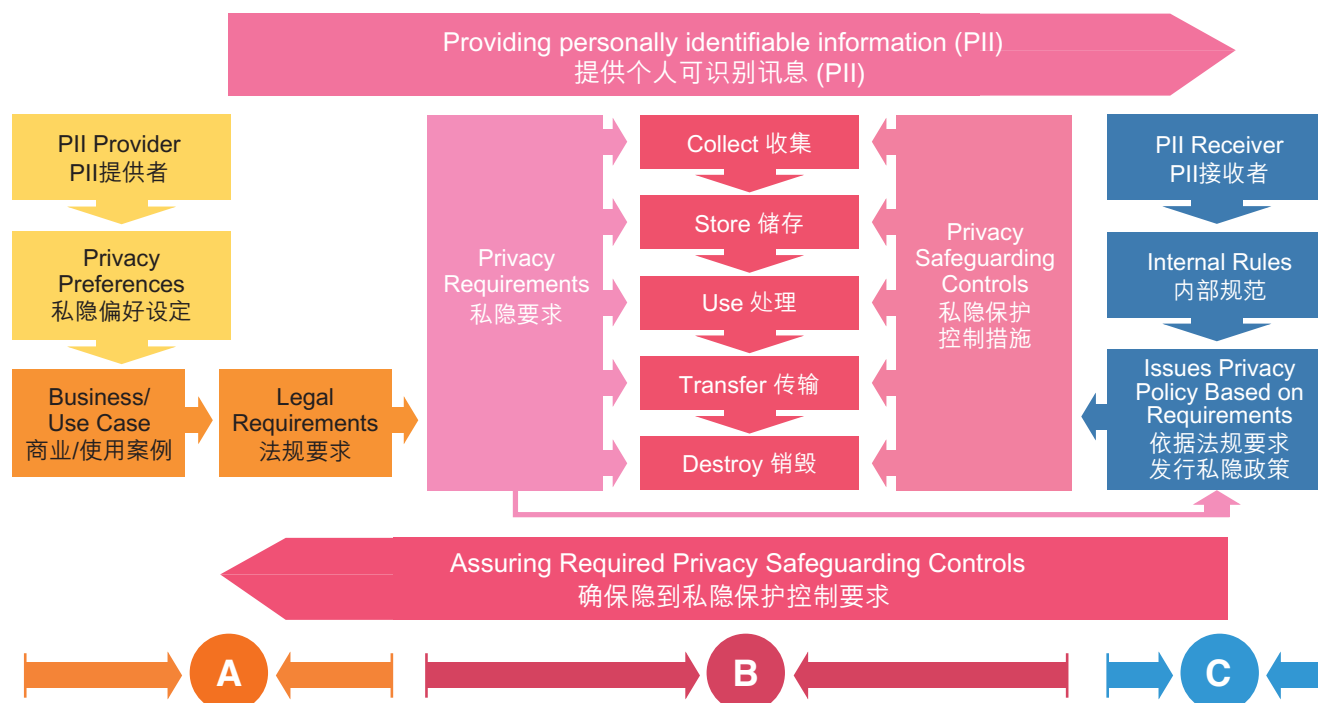 Providing personally identifiable information (PII)
提供个人可识别讯息 (PII)
PII Provider
PII提供者
Privacy
Preferences
私隐偏好设定
Business/
Use Case
商业/使用案例
Legal
Requirements
法规要求
Privacy
Requirements
私隐要求
Collect 收集
Store 储存
Use 处理
Transfer 传输
Destroy 销毁
Privacy
Safeguarding
Controls
私隐保护
控制措施
PII Receiver
PII接收者
Internal Rules
内部规范
Issues Privacy
Policy Based on
Requirements
依据法规要求
发行私隐政策
Assuring Required Privacy Safeguarding Controls
确保隐到私隐保护控制要求
A
B
C